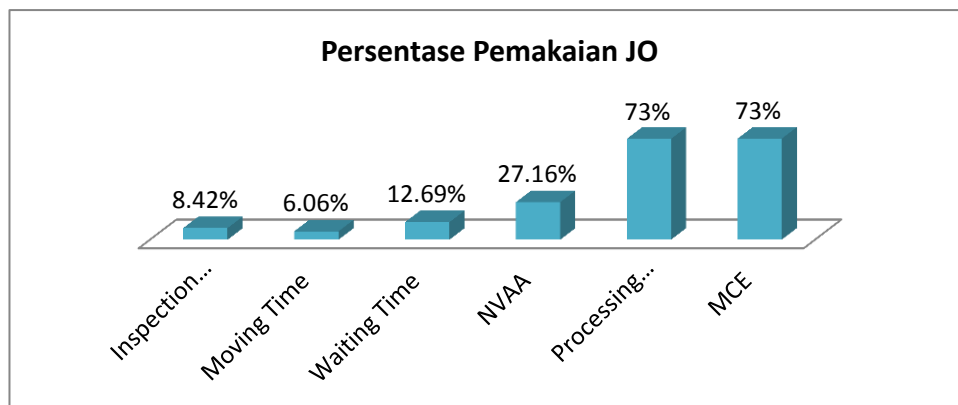 Persentase Pemakaian JO
8.42%
6.06%
12.69%
27.16%
73%
73%
Inspection...
Moving Time
Waiting Time
NVAA
Processing...
MCE